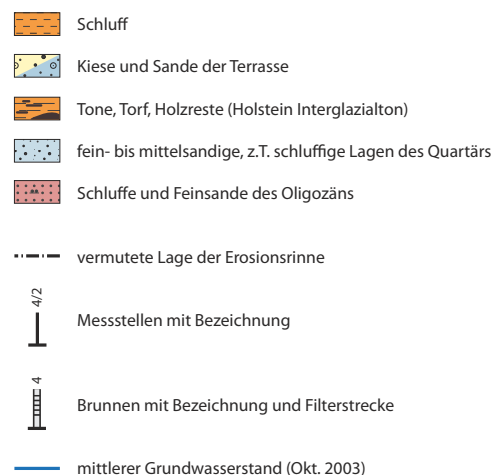 Schluff
Kiese und Sande der Terrasse
Tone, Torf, Holzreste (Holstein Interglazialton)
fein- bis mittelsandige, z.T. schluffige Lagen des Quartärs
Schluffe und Feinsande des Oligozäns
vermutete Lage der Erosionsrinne
4/2
Messstellen mit Bezeichnung
4
Brunnen mit Bezeichnung und Filterstrecke
mittlerer Grundwasserstand (Okt. 2003)